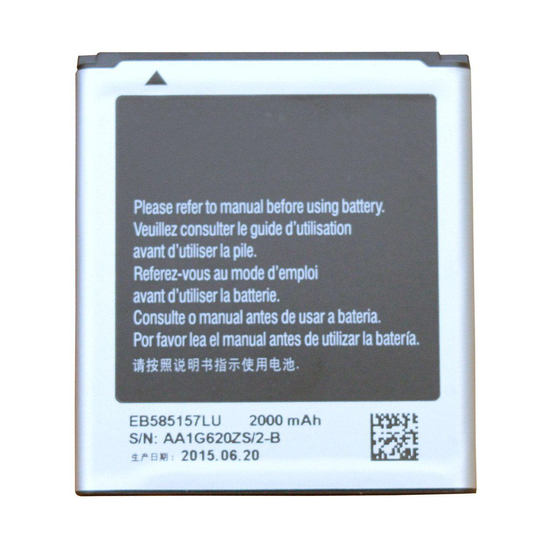 Please refer to manual before using battery.
Veuillez consulter le guide d'utilisation
avant d'utiliser la pile.
Referez-vous au mode d'emploi
avant d'utiliser la batterie.
Consulte o manual antes de usar a bateria.
Por favor lea el manual antes de utilizar la batería.
请按照说明书指示使用电池.
EB585157LU 2000 mAh
S/N: AA1G620ZS/2-B
生产日期: 2015.06.20